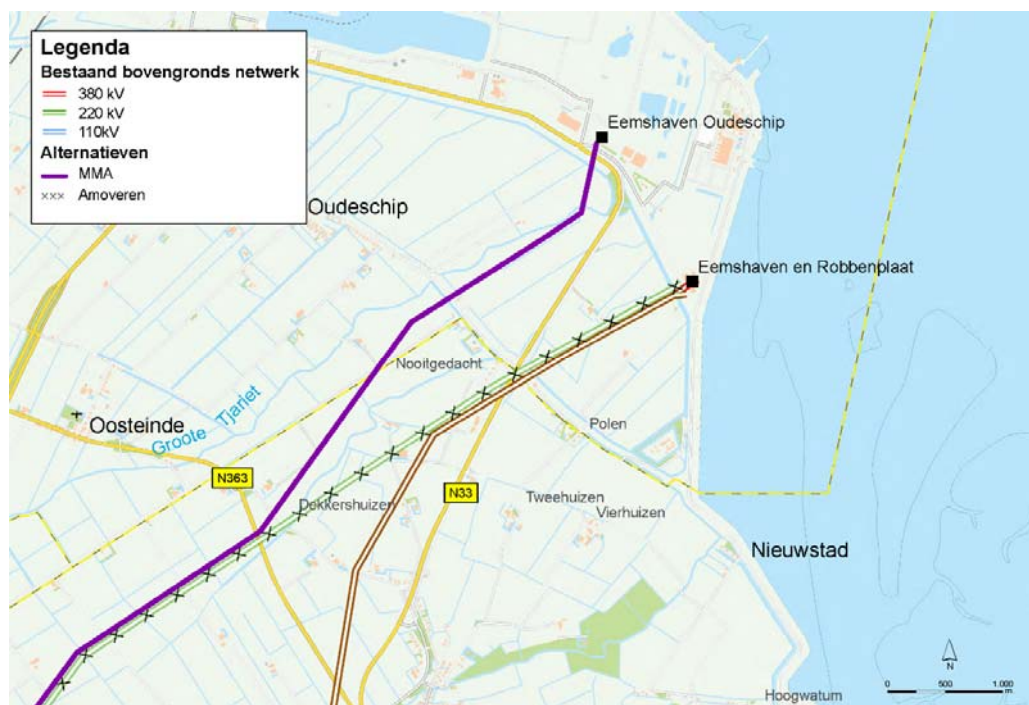 Legenda
Bestaand bovengronds netwerk
380 kV
220 kV
110kV
Alternatieven
MMA
xxx Amoveren
Eemshaven Oudeschip
Oudeschip
Eemshaven en Robbenplaat
Nooitgedacht
Oosteinde
Groote Tjariet
Polen
N363
N33
Dekkershuizen
Tweehuizen
Vierhuizen
Nieuwstad
Hoogwatum
N
0 500 1.000
m